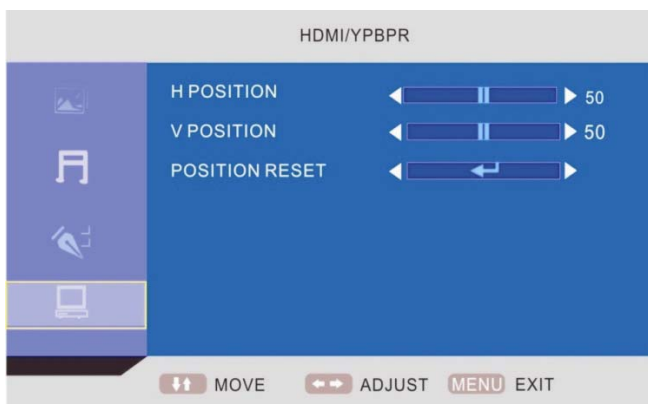 HDMI/YPBPR
H POSITION 50
V POSITION 50
POSITION RESET
MOVE ADJUST MENU EXIT